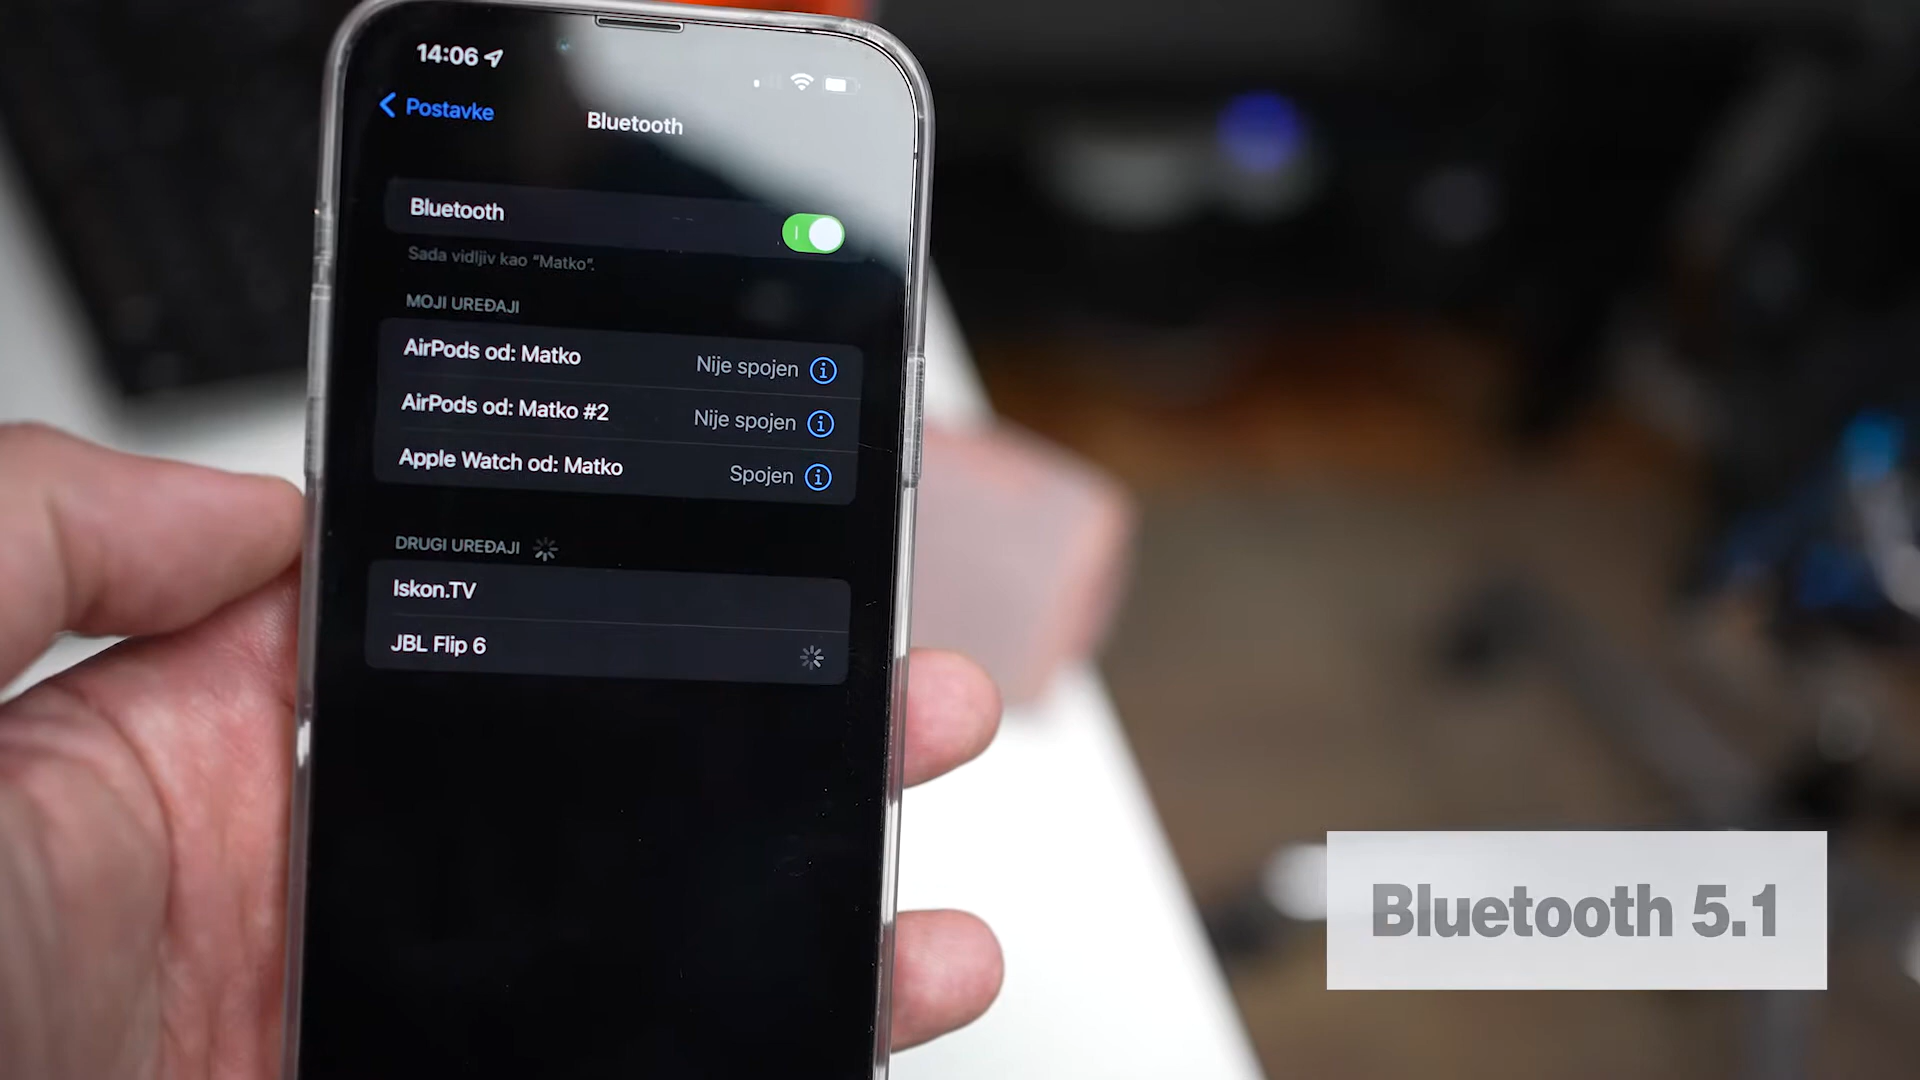 14:06
Postavke
Bluetooth
Bluetooth
Sada vidljiv kao “Matko”.
MOJI UREĐAJI
AirPods od: Matko Nije spojen
AirPods od: Matko #2 Nije spojen
Apple Watch od: Matko Spojen
DRUGI UREĐAJI
Iskon.TV
JBL Flip 6
Bluetooth 5.1